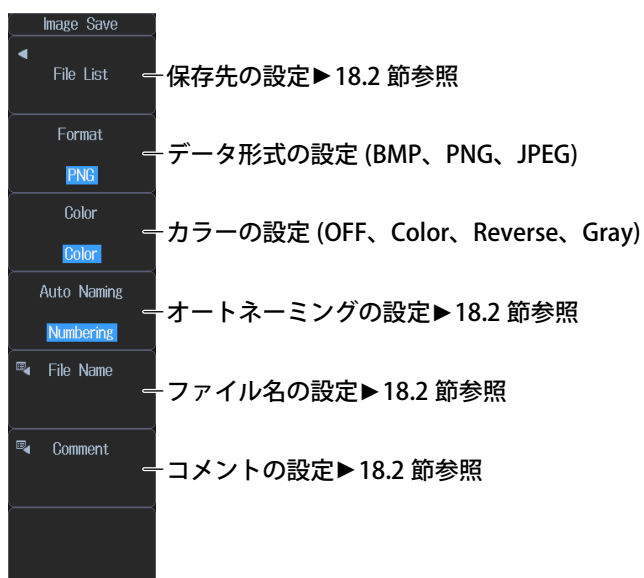 Image Save
File List
保存先の設定▶18.2 節参照
Format
PNG
データ形式の設定 (BMP、PNG、JPEG)
Color
Color
カラーの設定 (OFF、Color、Reverse、Gray)
Auto Naming
Numbering
オートネーミングの設定▶18.2 節参照
File Name
ファイル名の設定▶18.2 節参照
Comment
コメントの設定▶18.2 節参照